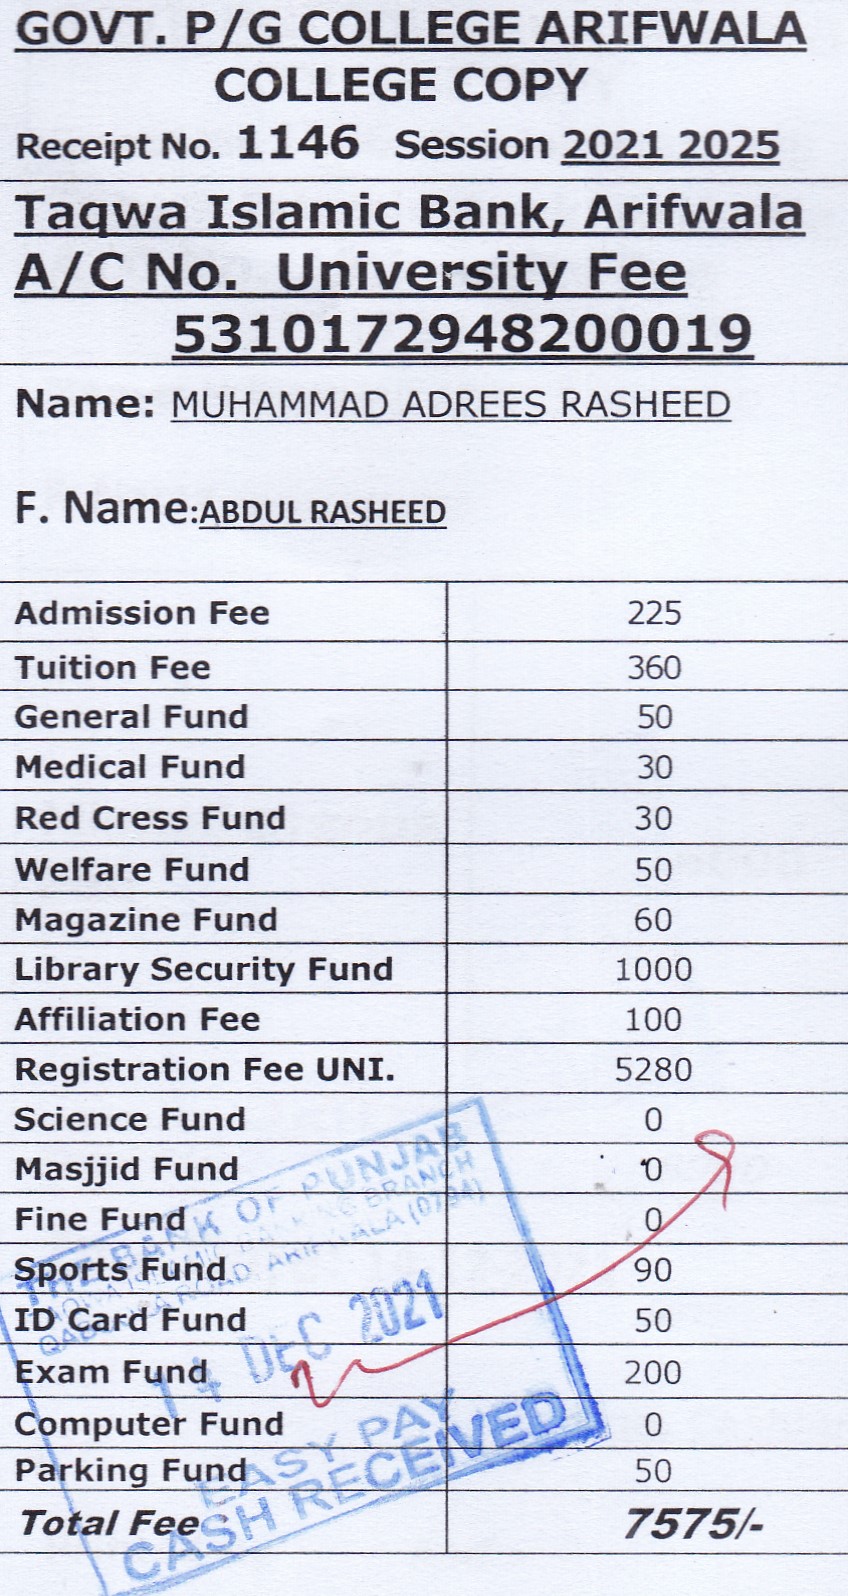 GOVT. P/G COLLEGE ARIFWALA
COLLEGE COPY
Receipt No. 1146 Session 2021 2025
Taqwa Islamic Bank, Arifwala
A/C No. University Fee
5310172948200019
Name: MUHAMMAD ADREES RASHEED
F. Name:ABDUL RASHEED
Admission Fee 225
Tuition Fee 360
General Fund 50
Medical Fund 30
Red Cress Fund 30
Welfare Fund 50
Magazine Fund 60
Library Security Fund 1000
Affiliation Fee 100
Registration Fee UNI. 5280
Science Fund 0
Masjjid Fund 0
Fine Fund 0
Sports Fund 90
ID Card Fund 50
Exam Fund 200
Computer Fund 0
Parking Fund 50
Total Fee 7575/-
THE BANK OF PUNJAB
ISLAMIC BANKING BRANCH
ROAD, ARIFWALA
14 DEC 2021
EASY PAY
CASH RECEIVED